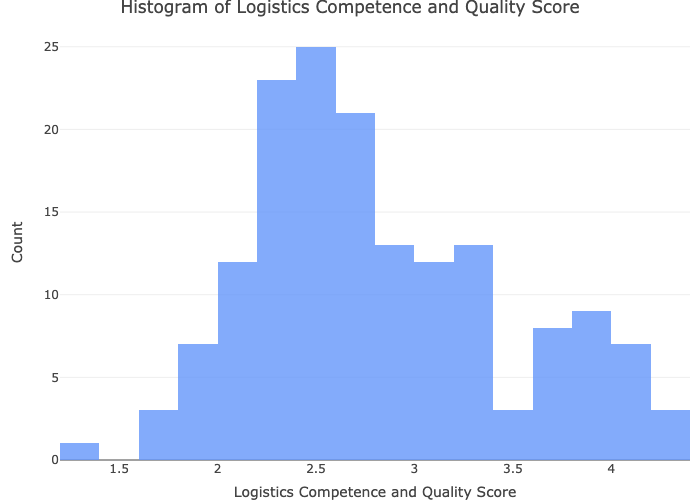 Histogram of Logistics Competence and Quality Score
25
20
15
10
5
0
Count
1.5 2 2.5 3 3.5 4
Logistics Competence and Quality Score